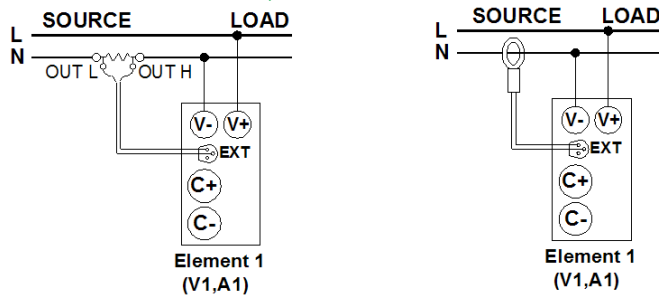 SOURCE LOAD
L
N
OUT L OUT H
V- V+
EXT
C+
C-
Element 1
(V1,A1)
SOURCE LOAD
L
N
V- V+
EXT
C+
C-
Element 1
(V1,A1)